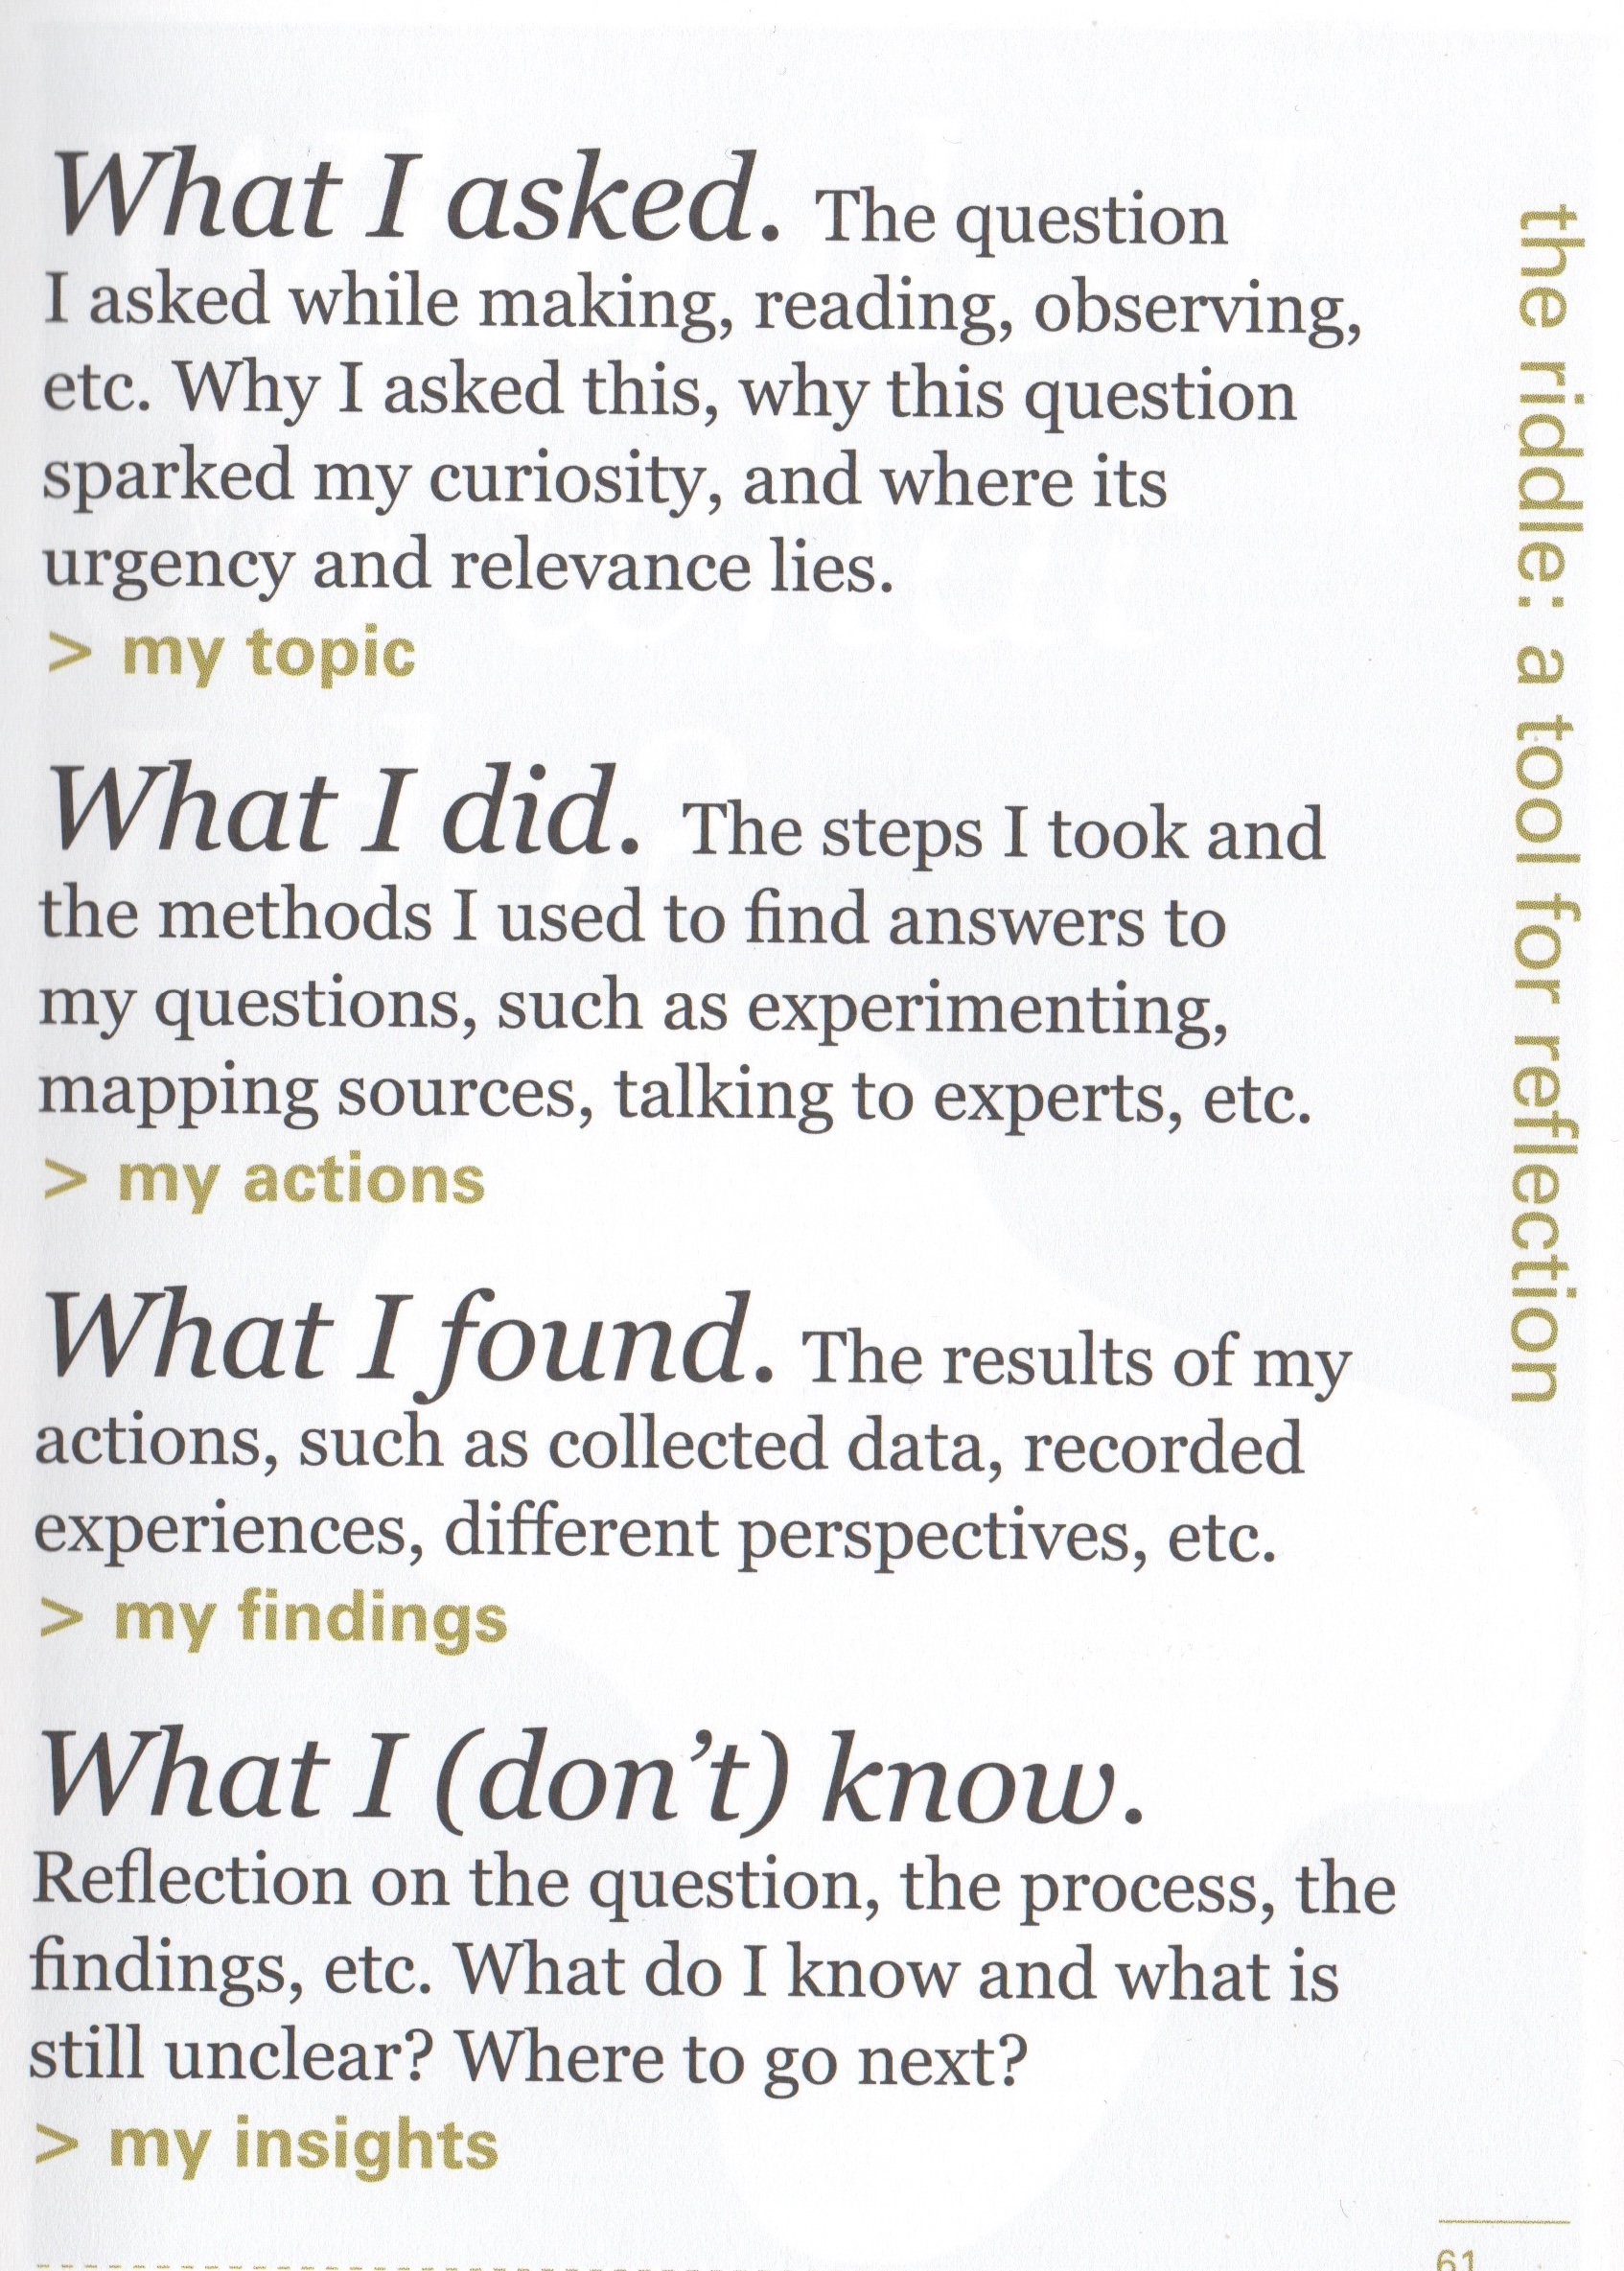 What I asked. The question
I asked while making, reading, observing,
etc. Why I asked this, why this question
sparked my curiosity, and where its
urgency and relevance lies.
> my topic
What I did. The steps I took and
the methods I used to find answers to
my questions, such as experimenting,
mapping sources, talking to experts, etc.
> my actions
What I found. The results of my
actions, such as collected data, recorded
experiences, different perspectives, etc.
> my findings
What I (don’t) know.
Reflection on the question, the process, the
findings, etc. What do I know and what is
still unclear? Where to go next?
> my insights
the riddle: a tool for reflection
61